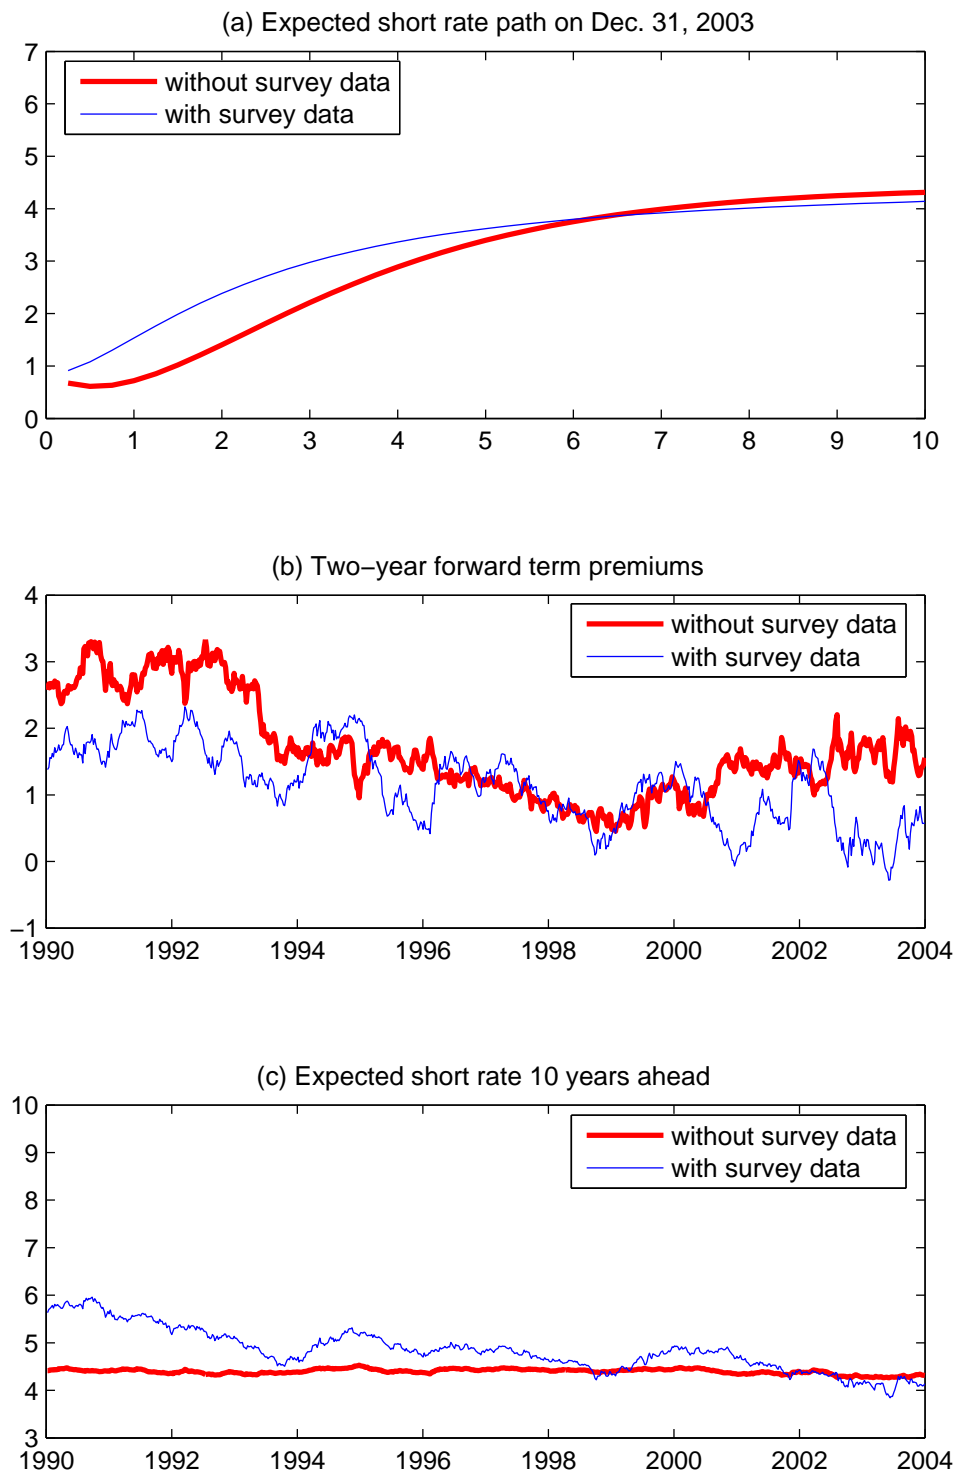 (a) Expected short rate path on Dec. 31, 2003
7
without survey data
6
with survey data
5
4
3
2
1
0
0 1 2 3 4 5 6 7 8 9 10
(b) Two−year forward term premiums
4
without survey data
3
with survey data
2
1
0
−1
1990 1992 1994 1996 1998 2000 2002 2004
(c) Expected short rate 10 years ahead
10
without survey data
9
with survey data
8
7
6
5
4
3
1990 1992 1994 1996 1998 2000 2002 2004